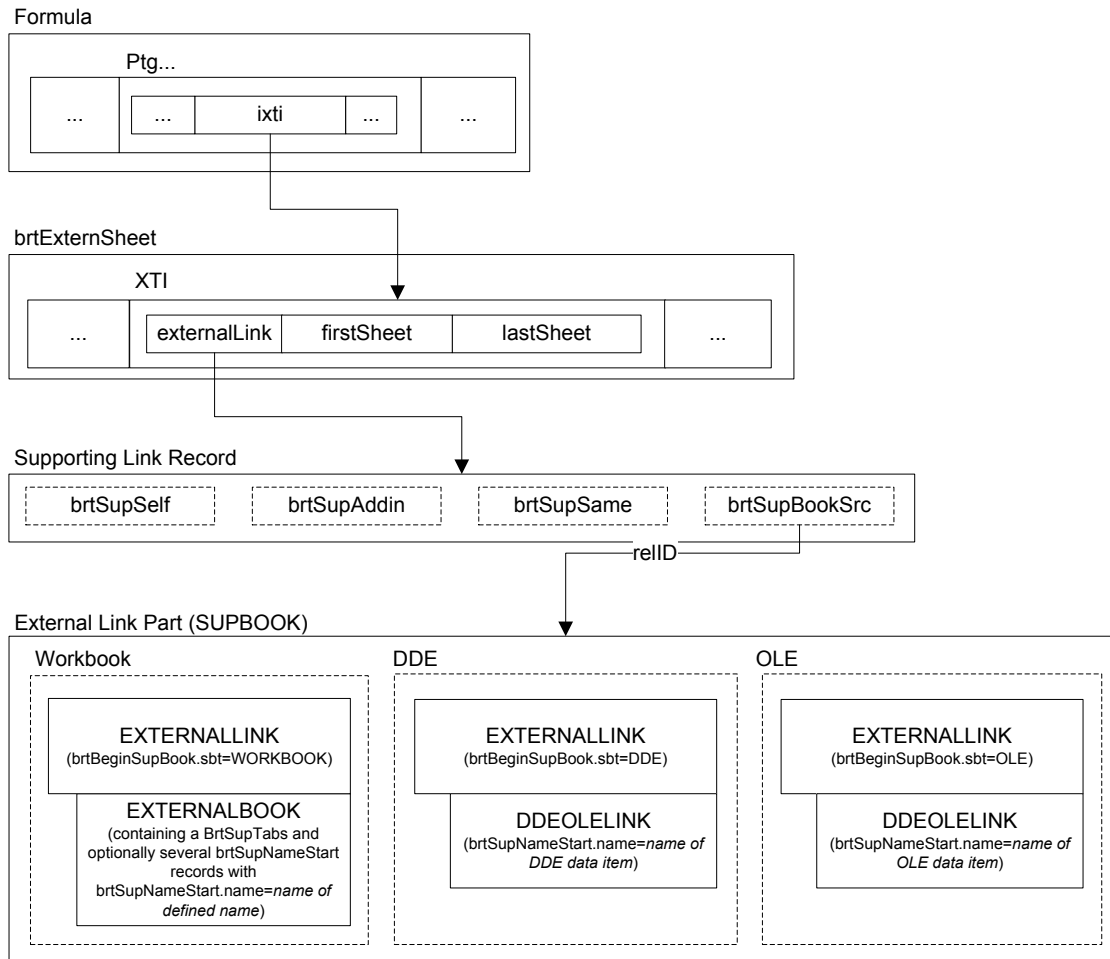 Formula
Ptg...
...
...
ixti
...
...
brtExternSheet
XTI
...
externalLink
firstSheet
lastSheet
...
Supporting Link Record
brtSupSelf
brtSupAddin
brtSupSame
brtSupBookSrc
relID
External Link Part (SUPBOOK)
Workbook
EXTERNALLINK
(brtBeginSupBook.sbt=WORKBOOK)
EXTERNALBOOK
(containing a BrtSupTabs and
optionally several brtSupNameStart
records with
brtSupNameStart.name=name of
defined name)
DDE
EXTERNALLINK
(brtBeginSupBook.sbt=DDE)
DDEOLELINK
(brtSupNameStart.name=name of
DDE data item)
OLE
EXTERNALLINK
(brtBeginSupBook.sbt=OLE)
DDEOLELINK
(brtSupNameStart.name=name of
OLE data item)